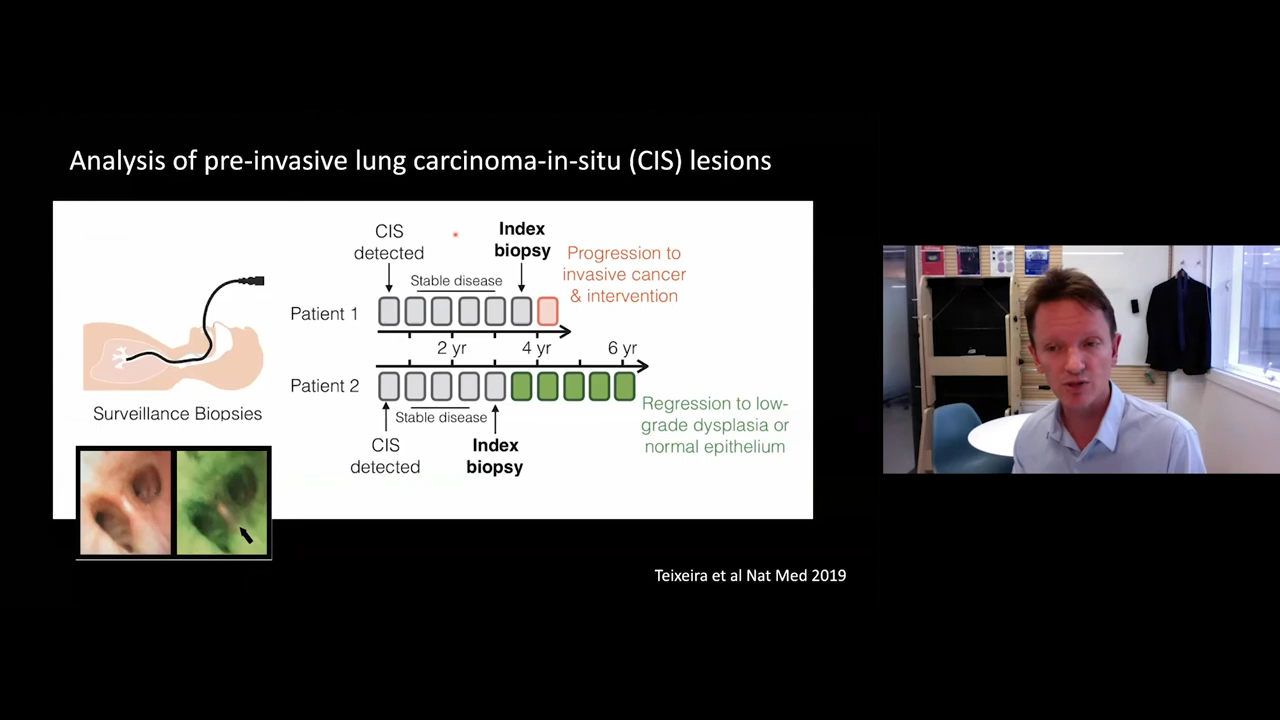 Analysis of pre-invasive lung carcinoma-in-situ (CIS) lesions
CIS
detected
Index
biopsy
Progression to
invasive cancer
& intervention
Stable disease
Patient 1
2 yr
4 yr
6 yr
Patient 2
Stable disease
CIS
detected
Index
biopsy
Regression to low-
grade dysplasia or
normal epithelium
Surveillance Biopsies
Teixeira et al Nat Med 2019